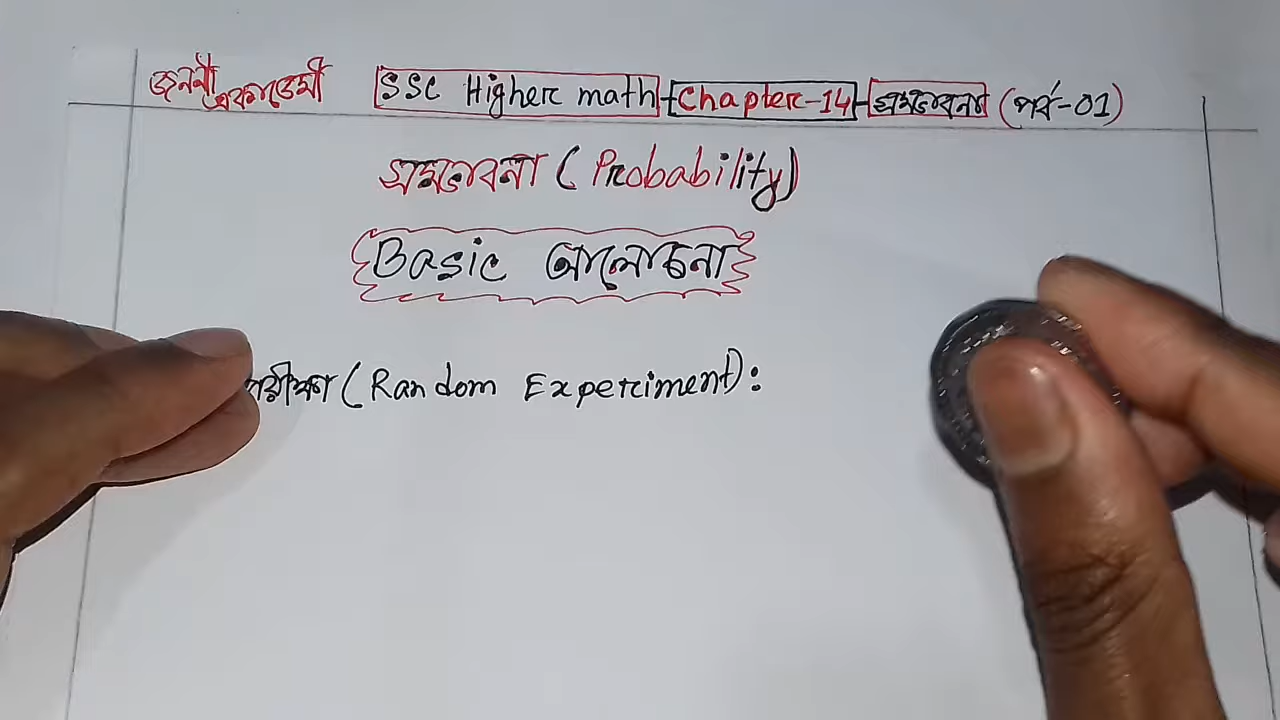 জননী একাডেমী SSC Higher math - Chapter-14 - সম্ভাবনা (পর্ব-01)
সম্ভাবনা (Probability)
Basic আলোচনা
পরীক্ষা (Random Experiment):